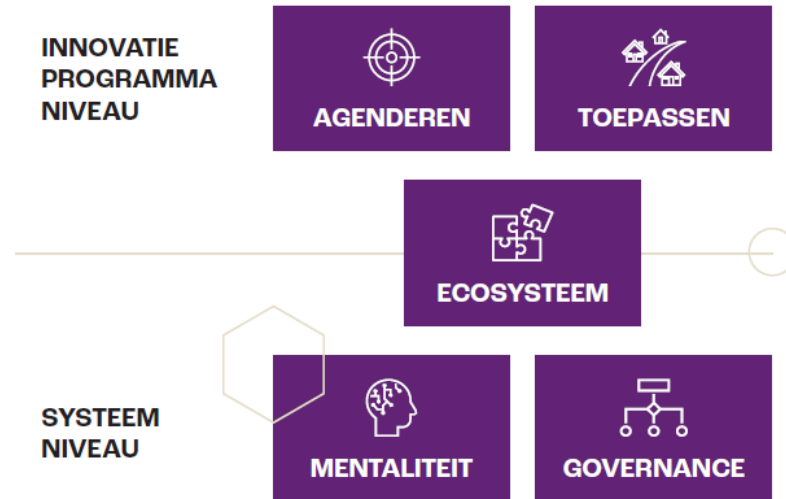 INNOVATIE
PROGRAMMA
NIVEAU
AGENDEREN
TOEPASSEN
ECOSYSTEEM
SYSTEEM
NIVEAU
MENTALITEIT
GOVERNANCE